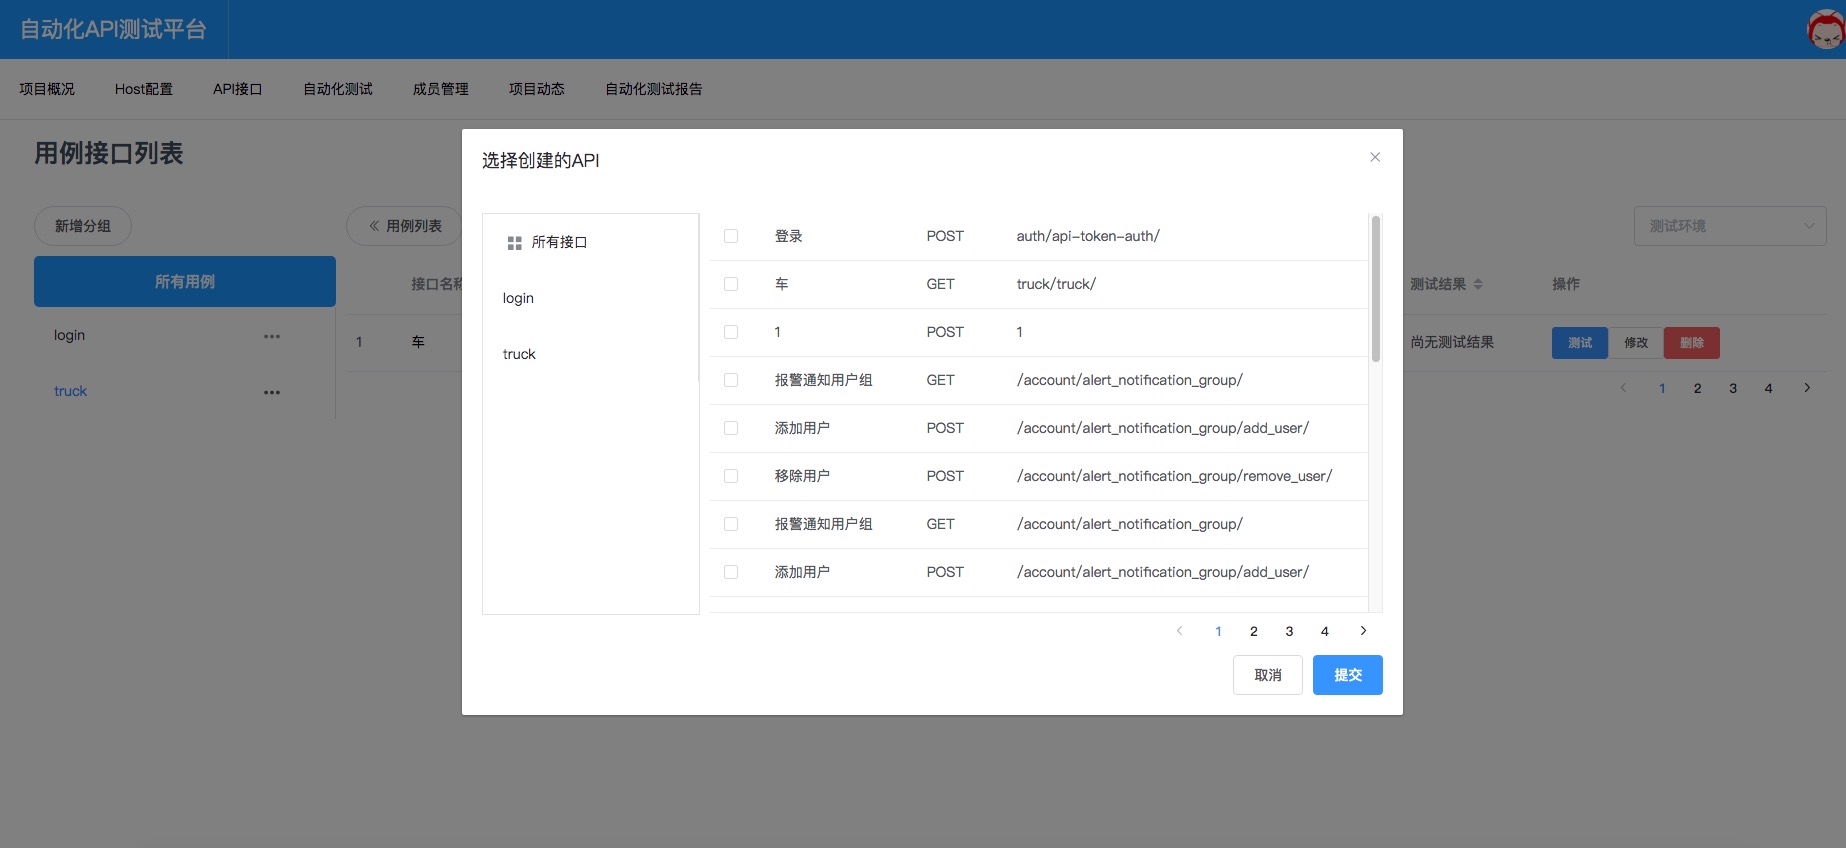 自动化API测试平台
项目概况 Host配置 API接口 自动化测试 成员管理 项目动态 自动化测试报告
用例接口列表
新增分组
用例列表
测试环境
所有用例
login
truck
接口名称
测试结果 操作
1 车
尚无测试结果 测试 修改 删除
1 2 3 4
选择创建的API
所有接口
login
truck
登录 POST auth/api-token-auth/
车 GET truck/truck/
1 POST 1
报警通知用户组 GET /account/alert_notification_group/
添加用户 POST /account/alert_notification_group/add_user/
移除用户 POST /account/alert_notification_group/remove_user/
报警通知用户组 GET /account/alert_notification_group/
添加用户 POST /account/alert_notification_group/add_user/
1 2 3 4
取消 提交